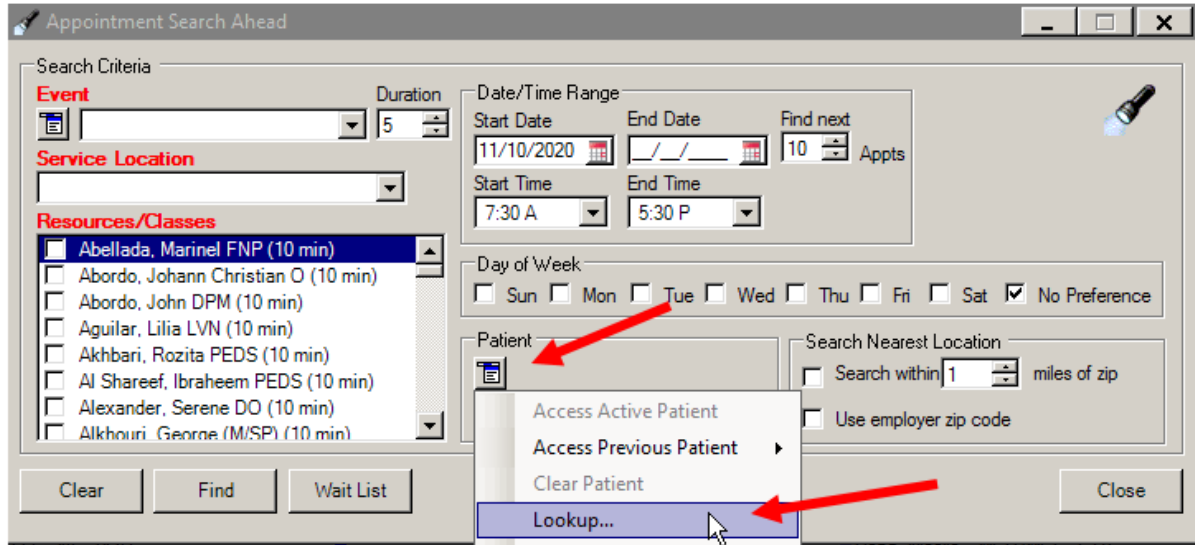 Appointment Search Ahead
Search Criteria
Event
Duration
5
Service Location
Resources/Classes
Abellada, Marinel FNP (10 min)
Abordo, Johann Christian O (10 min)
Abordo, John DPM (10 min)
Aguilar, Lilia LVN (10 min)
Akhbari, Rozita PEDS (10 min)
Al Shareef, Ibraheem PEDS (10 min)
Alexander, Serene DO (10 min)
Alkhouri, George (M/SP) (10 min)
Date/Time Range
Start Date End Date Find next
11/10/2020 __/__/____ 10 Appts
Start Time End Time
7:30 A 5:30 P
Day of Week
Sun Mon Tue Wed Thu Fri Sat No Preference
Patient
Access Active Patient
Access Previous Patient
Clear Patient
Lookup...
Search Nearest Location
Search within 1 miles of zip
Use employer zip code
Clear Find Wait List Close